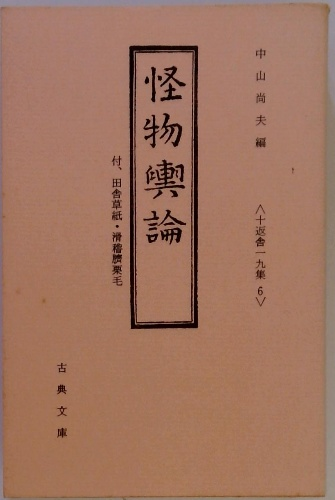 中山尚夫編
〈十返舎一九集6〉
怪物輿論
付、田舎草紙・滑稽臍栗毛
古典文庫